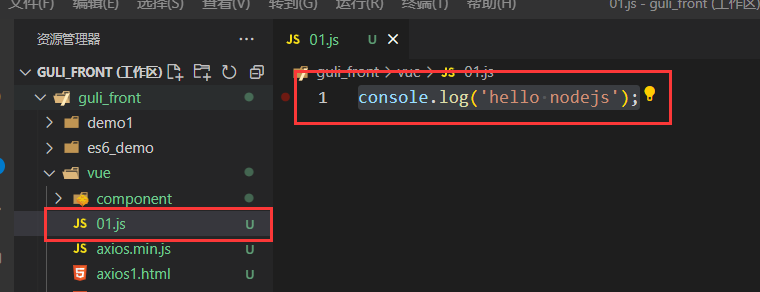 文件(F) 编辑(E) 选择(S) 查看(V) 转到(G) 运行(R) 终端(T) 帮助(H) 01.js - guli_front (工作区)
资源管理器 ···
JS 01.js U ×
GULI_FRONT (工作区)
guli_front > vue > JS 01.js
1 console.log('hello·nodejs');
guli_front
demo1
es6_demo
vue
component
JS 01.js U
JS axios.min.js U
axios1.html U